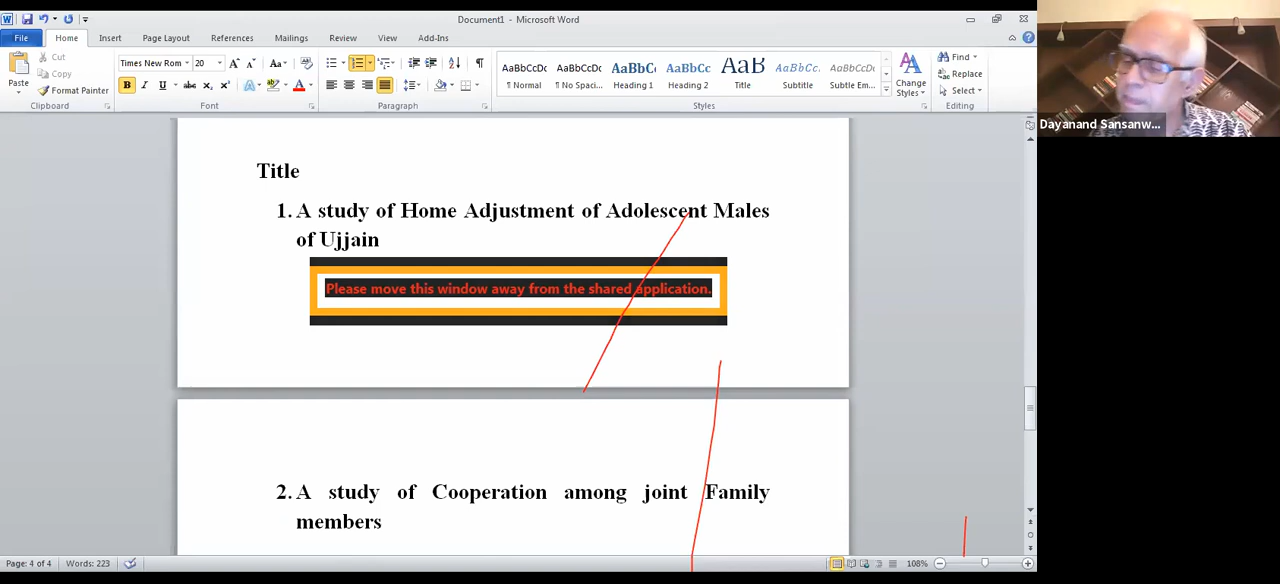 Document1 - Microsoft Word
File Home Insert Page Layout References Mailings Review View Add-Ins
Paste Cut Copy Format Painter
Times New Rom 20
AaBbCcDc AaBbCcDc AaBbC AaBbCc AaB AaBbCc. AaBbCcDc
¶ Normal ¶ No Spaci... Heading 1 Heading 2 Title Subtitle Subtle Em...
Change Styles
Find Replace Select
Clipboard Font Paragraph Styles Editing
Dayanand Sansanw...
Title
1. A study of Home Adjustment of Adolescent Males
of Ujjain
Please move this window away from the shared application.
2. A study of Cooperation among joint Family
members
Page: 4 of 4 Words: 223 108%